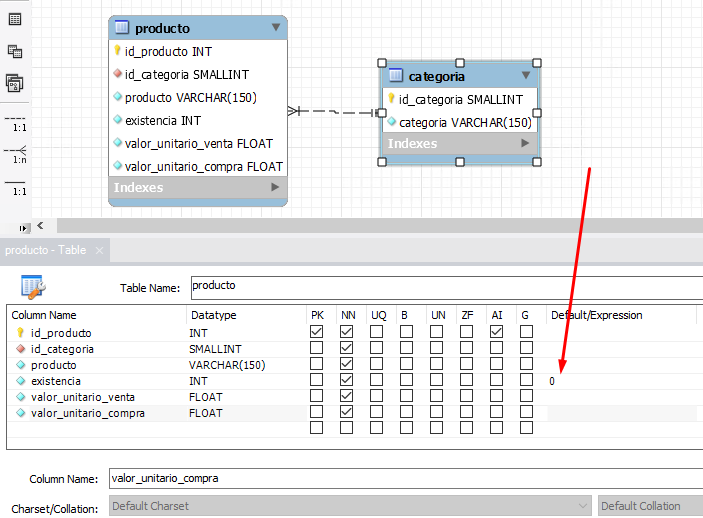 producto
id_producto INT
id_categoria SMALLINT
producto VARCHAR(150)
existencia INT
valor_unitario_venta FLOAT
valor_unitario_compra FLOAT
Indexes
categoria
id_categoria SMALLINT
categoria VARCHAR(150)
Indexes
1:1
1:n
1:1
producto - Table
Table Name: producto
Column Name Datatype PK NN UQ B UN ZF AI G Default/Expression
id_producto INT
id_categoria SMALLINT
producto VARCHAR(150)
existencia INT 0
valor_unitario_venta FLOAT
valor_unitario_compra FLOAT
Column Name: valor_unitario_compra
Charset/Collation: Default Charset Default Collation